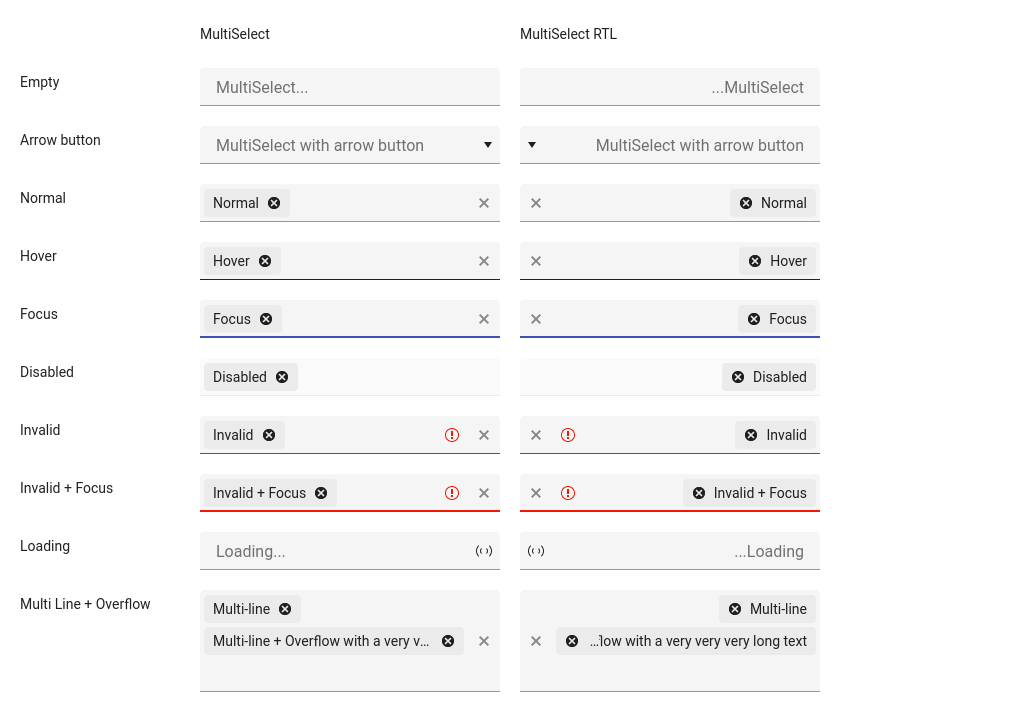 MultiSelect MultiSelect RTL
Empty MultiSelect... ...MultiSelect
Arrow button MultiSelect with arrow button MultiSelect with arrow button
Normal Normal Normal
Hover Hover Hover
Focus Focus Focus
Disabled Disabled Disabled
Invalid Invalid Invalid
Invalid + Focus Invalid + Focus Invalid + Focus
Loading Loading... ...Loading
Multi Line + Overflow Multi-line Multi-line
Multi-line + Overflow with a very v... ...low with a very very very long text